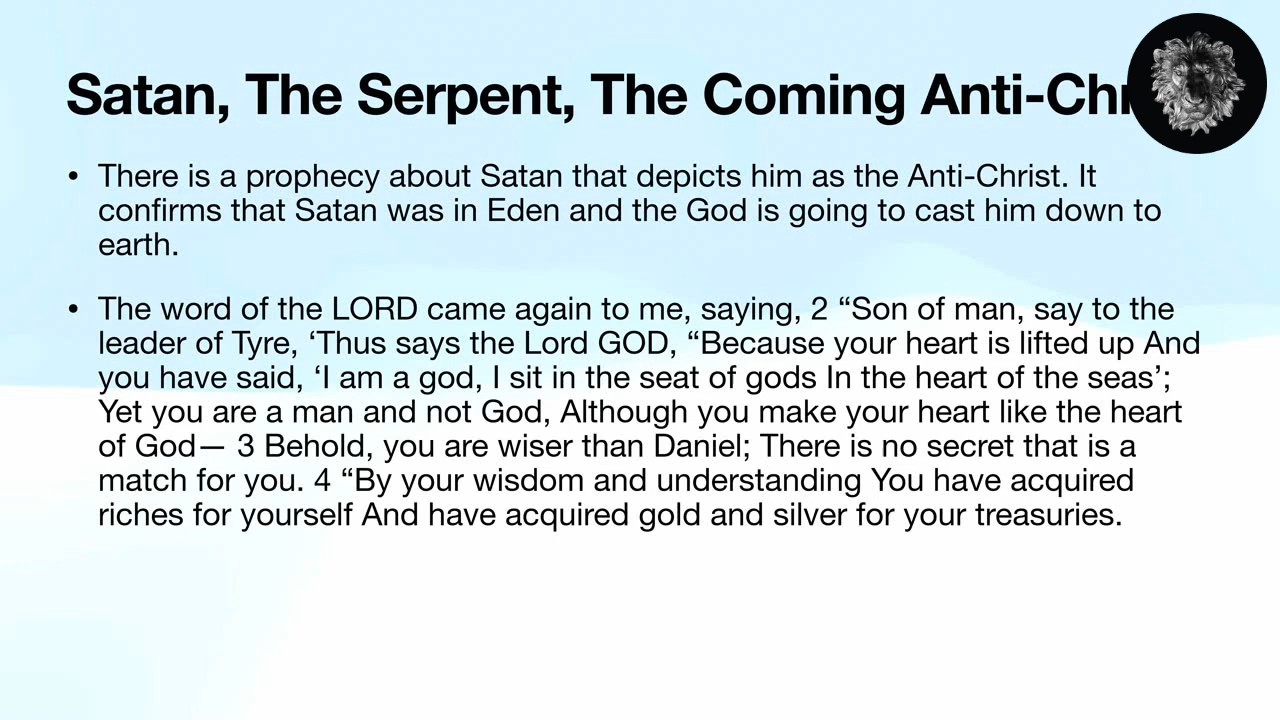 Satan, The Serpent, The Coming Anti-Chr
• There is a prophecy about Satan that depicts him as the Anti-Christ. It
confirms that Satan was in Eden and the God is going to cast him down to
earth.
• The word of the LORD came again to me, saying, 2 “Son of man, say to the
leader of Tyre, ‘Thus says the Lord GOD, “Because your heart is lifted up And
you have said, ‘I am a god, I sit in the seat of gods In the heart of the seas’;
Yet you are a man and not God, Although you make your heart like the heart
of God— 3 Behold, you are wiser than Daniel; There is no secret that is a
match for you. 4 “By your wisdom and understanding You have acquired
riches for yourself And have acquired gold and silver for your treasuries.